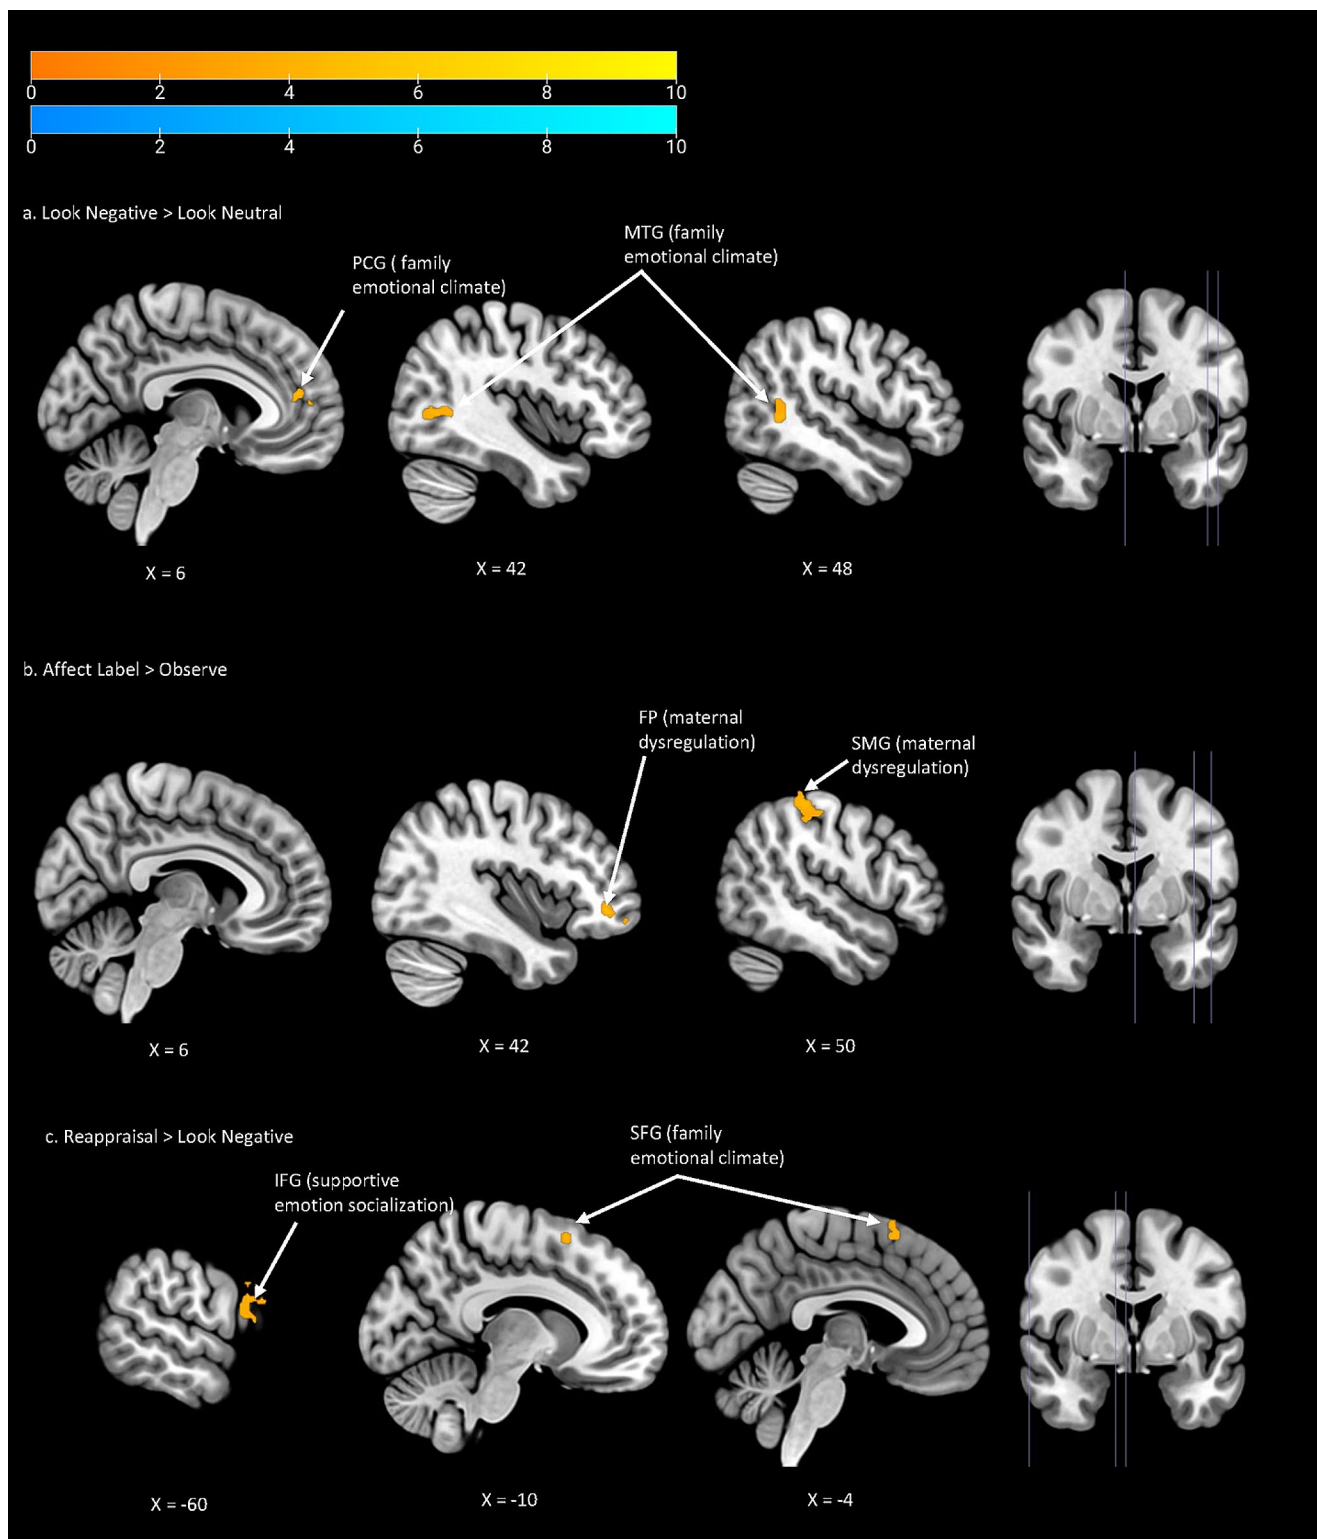 0 2 4 6 8 10
0 2 4 6 8 10
a. Look Negative > Look Neutral
PCG ( family
emotional climate)
MTG (family
emotional climate)
X = 6
X = 42
X = 48
b. Affect Label > Observe
FP (maternal
dysregulation)
SMG (maternal
dysregulation)
X = 6
X = 42
X = 50
c. Reappraisal > Look Negative
IFG (supportive
emotion socialization)
SFG (family
emotional climate)
X = -60
X = -10
X = -4